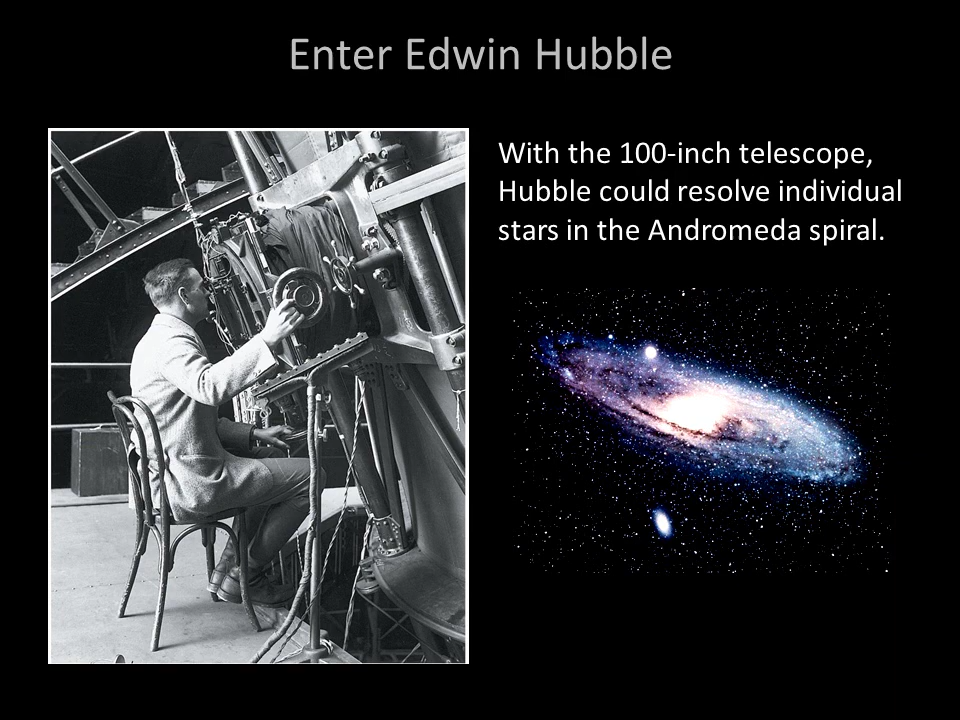 Enter Edwin Hubble
With the 100-inch telescope,
Hubble could resolve individual
stars in the Andromeda spiral.